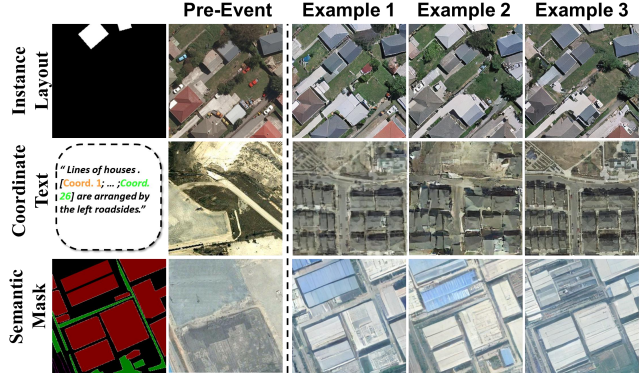 Pre-Event Example 1 Example 2 Example 3
Instance
Layout
Coordinate
Text
“ Lines of houses .
[Coord. 1; ... ;Coord.
26] are arranged by
the left roadsides.”
Semantic
Mask